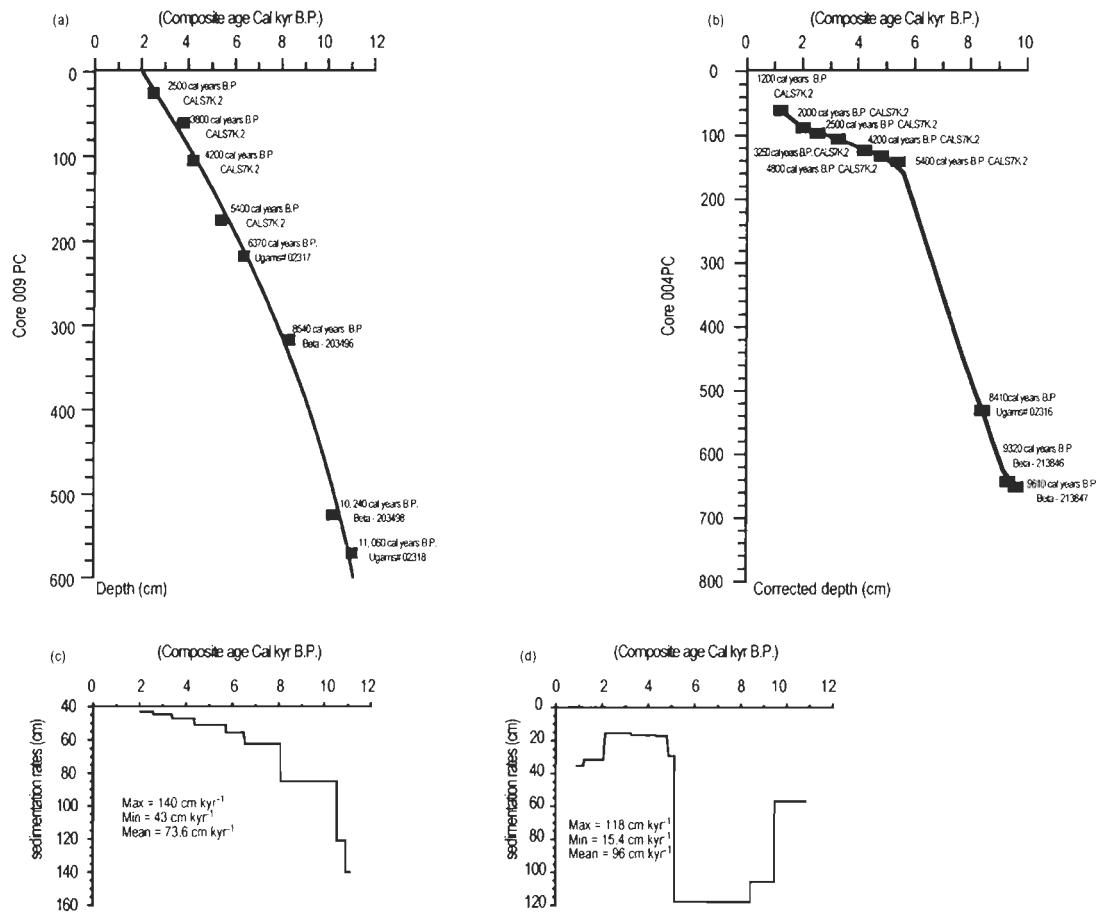 (a)
(Composite age Cal kyr B.P.)
0 2 4 6 8 10 12
0
100
200
300
400
500
600
Core 009 PC
2500 cal years B.P
CALS7K.2
3800 cal years B.P
CALS7K.2
4200 cal years B.P
CALS7K.2
5400 cal years B.P
CALS7K.2
6370 cal years B.P.
Ugams# 02317
8540 cal years B.P
Beta - 203496
10, 240 cal years B.P.
Beta - 203498
11, 060 cal years B.P.
Ugams# 02318
Depth (cm)
(b)
(Composite age Cal kyr B.P.)
0 2 4 6 8 10
0
100
200
300
400
500
600
700
800
Core 004PC
1200 cal years B.P
CALS7K.2
2000 cal years B.P CALS7K.2
2500 cal years B.P CALS7K.2
4200 cal years B.P CALS7K.2
3250 cal years B.P. CALS7K.2
4800 cal years B.P CALS7K.2
5400 cal years B.P CALS7K.2
8410cal years B.P
Ugams# 02316
9320 cal years B.P
Beta - 213846
9610 cal years B.P
Beta - 213847
Corrected depth (cm)
(c)
(Composite age Cal kyr B.P.)
0 2 4 6 8 10 12
40
60
80
100
120
140
160
sedimentation rates (cm)
Max = 140 cm kyr⁻¹
Min = 43 cm kyr⁻¹
Mean = 73.6 cm kyr⁻¹
(d)
(Composite age Cal kyr B.P.)
0 2 4 6 8 10 12
0
20
40
60
80
100
120
sedimentation rates (cm)
Max = 118 cm kyr⁻¹
Min = 15.4 cm kyr⁻¹
Mean = 96 cm kyr⁻¹